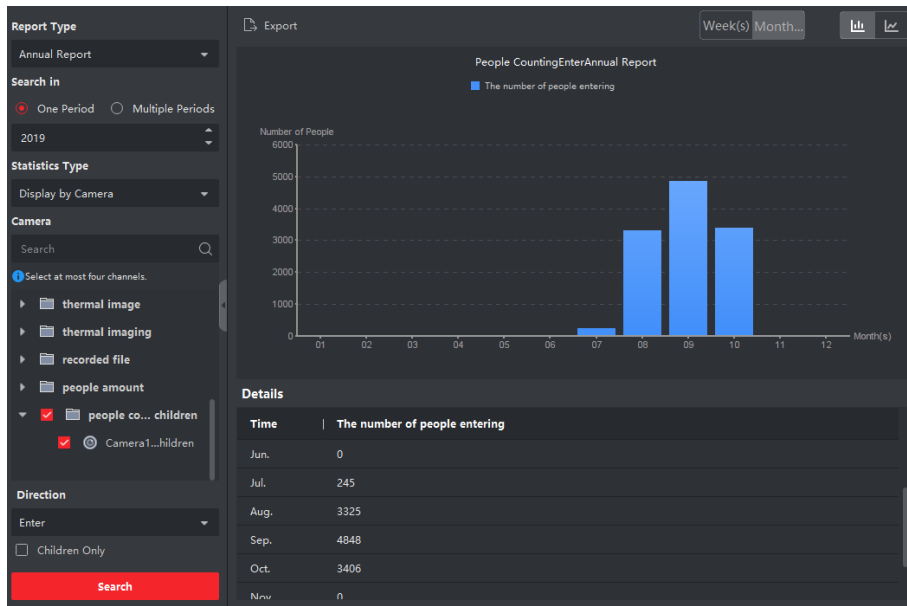 Report Type
Annual Report
Search in
One Period
Multiple Periods
2019
Statistics Type
Display by Camera
Camera
Search
Select at most four channels.
thermal image
thermal imaging
recorded file
people amount
people co... children
Camera1...hildren
Direction
Enter
Children Only
Search
Export
Week(s) Month...
People CountingEnterAnnual Report
The number of people entering
Number of People
6000
5000
4000
3000
2000
1000
0
01 02 03 04 05 06 07 08 09 10 11 12 Month(s)
Details
Time | The number of people entering
Jun. 0
Jul. 245
Aug. 3325
Sep. 4848
Oct. 3406
Nov 0